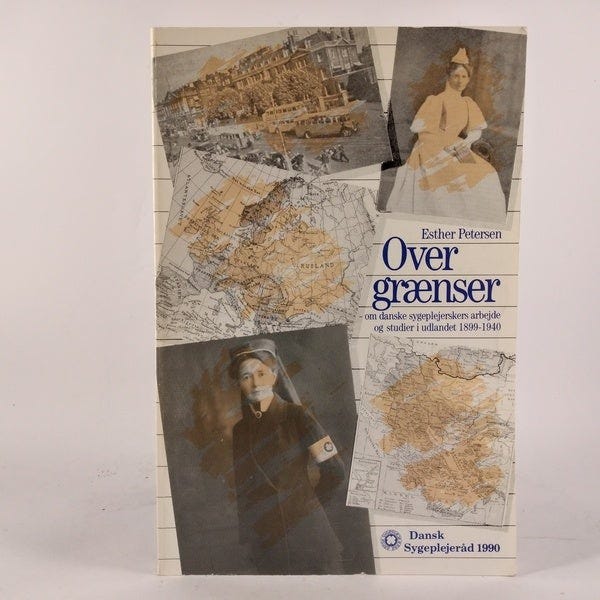 Esther Petersen
Over
grænser
om danske sygeplejerskers arbejde
og studier i udlandet 1899-1940
RUSLAND
Dansk
Sygeplejeråd 1990